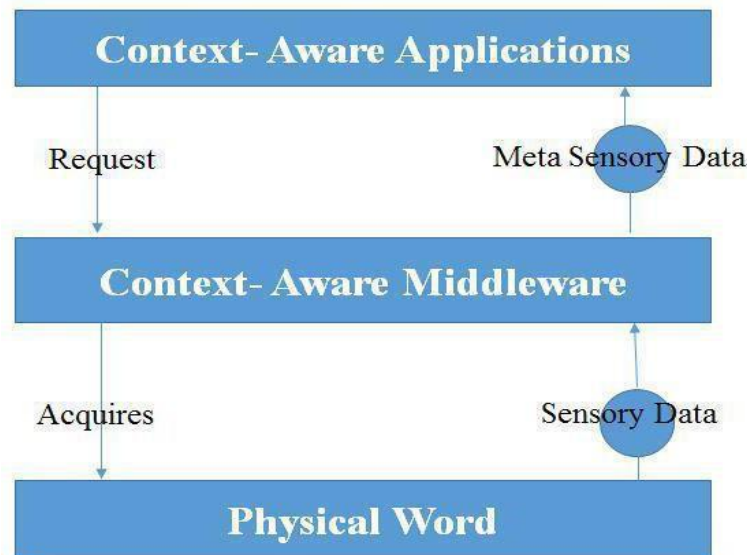 Context- Aware Applications
Request
Meta Sensory Data
Context- Aware Middleware
Acquires
Sensory Data
Physical Word